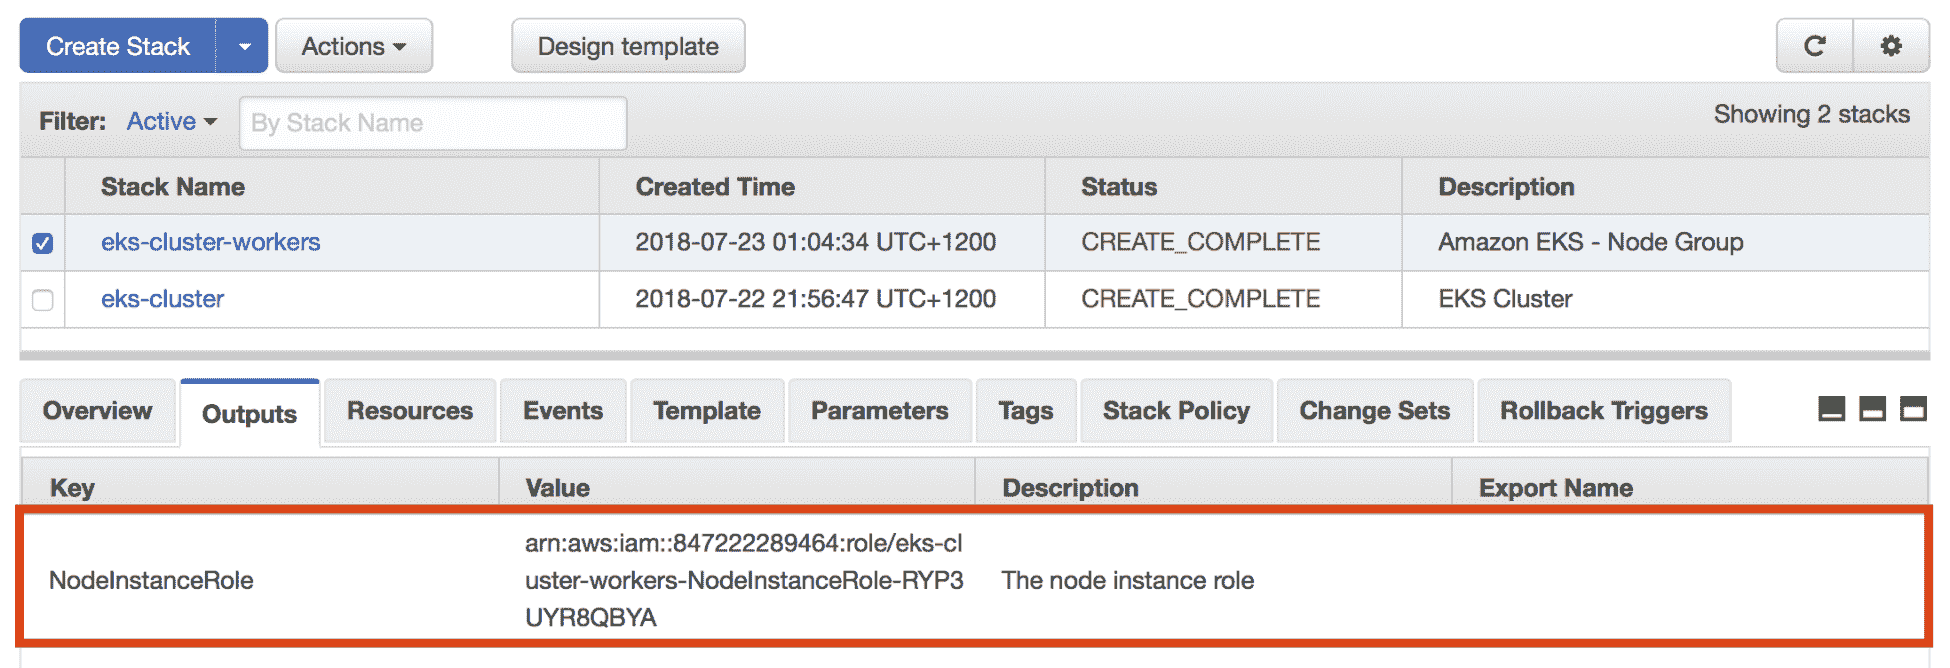 Create Stack Actions Design template
Filter: Active By Stack Name Showing 2 stacks
Stack Name Created Time Status Description
eks-cluster-workers 2018-07-23 01:04:34 UTC+1200 CREATE_COMPLETE Amazon EKS - Node Group
eks-cluster 2018-07-22 21:56:47 UTC+1200 CREATE_COMPLETE EKS Cluster
Overview Outputs Resources Events Template Parameters Tags Stack Policy Change Sets Rollback Triggers
Key Value Description Export Name
arn:aws:iam::847222289464:role/eks-cl
NodeInstanceRole uster-workers-NodeInstanceRole-RYP3 The node instance role
UYR8QBYA